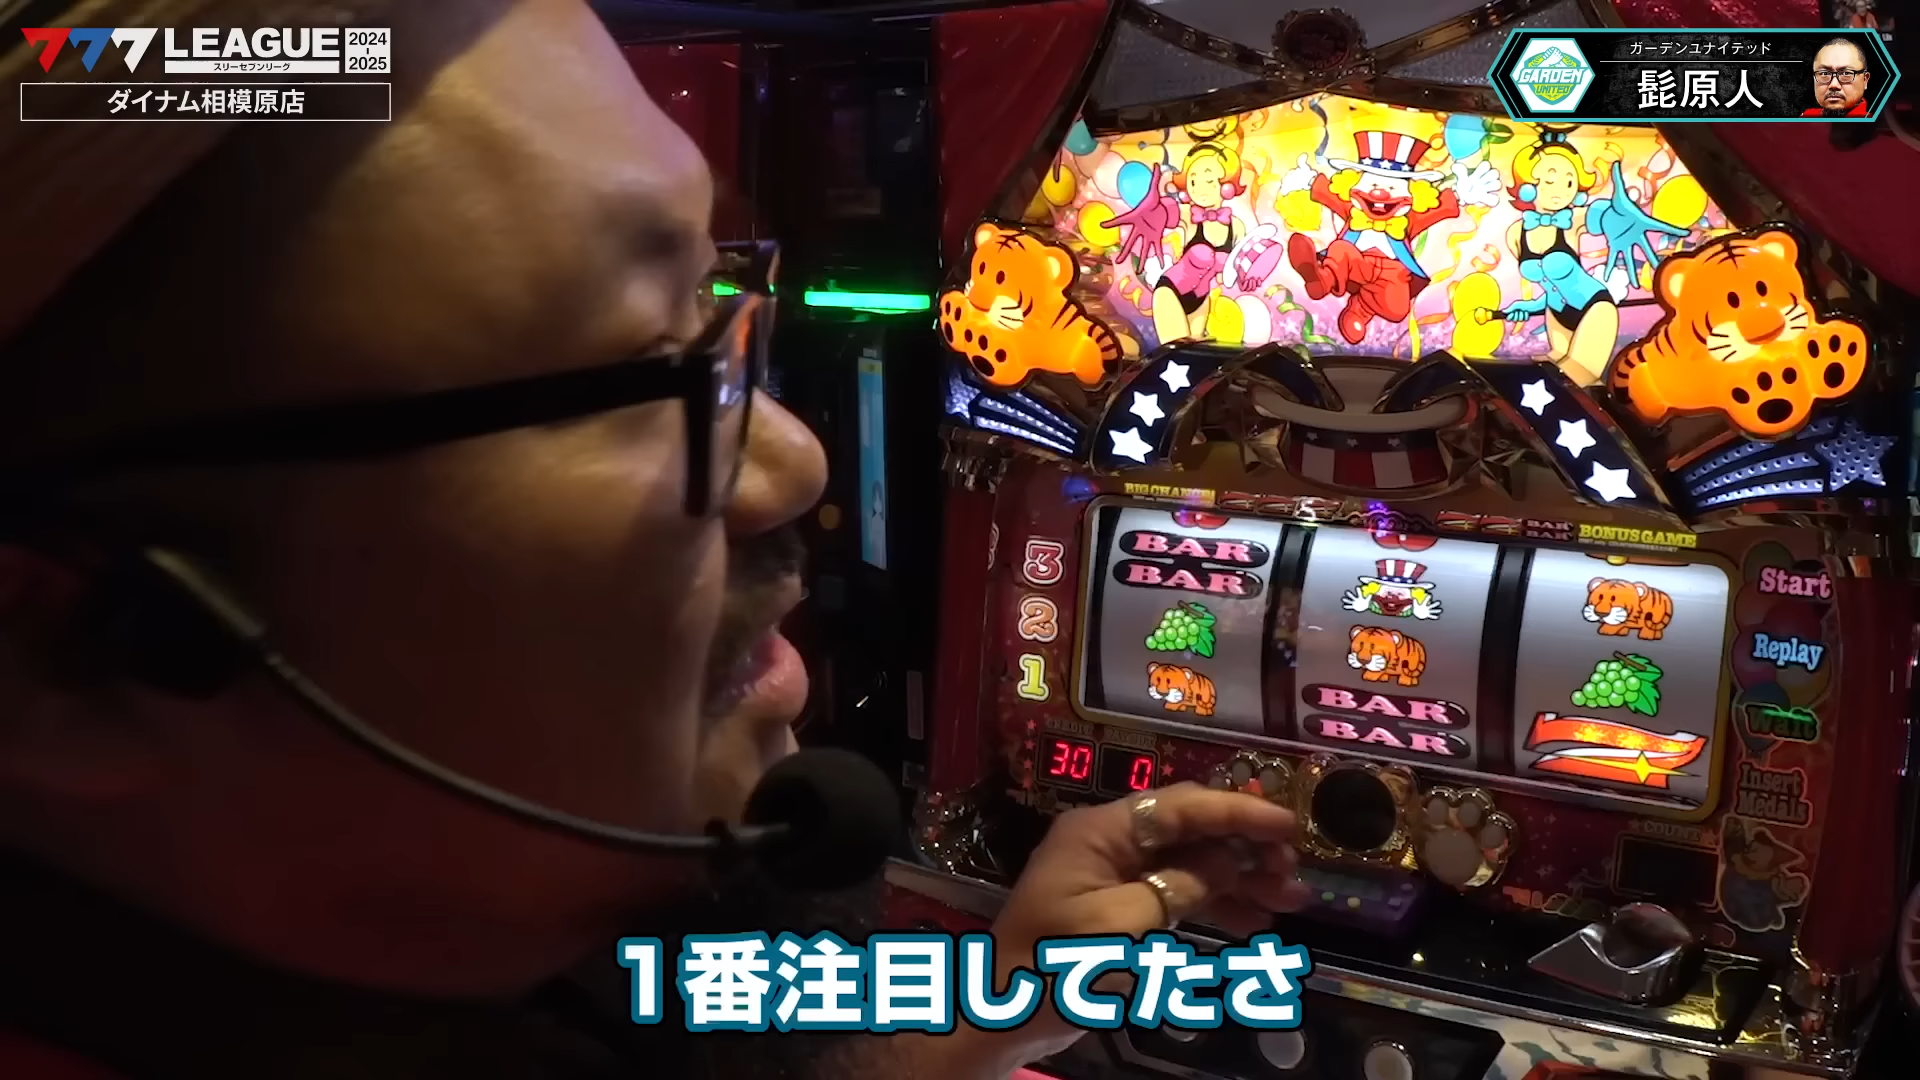 777 LEAGUE 2024-2025
スリーセブンリーグ
ダイナム相模原店
ガーデンユナイテッド
GARDEN UNITED
髭原人
BIG CHANCE
BONUS GAME
BAR
BAR
BAR
BAR
3
2
1
7
Start
Replay
Wait
Insert
Medals
CREDIT
30
0
COUNT
1番注目してたさ